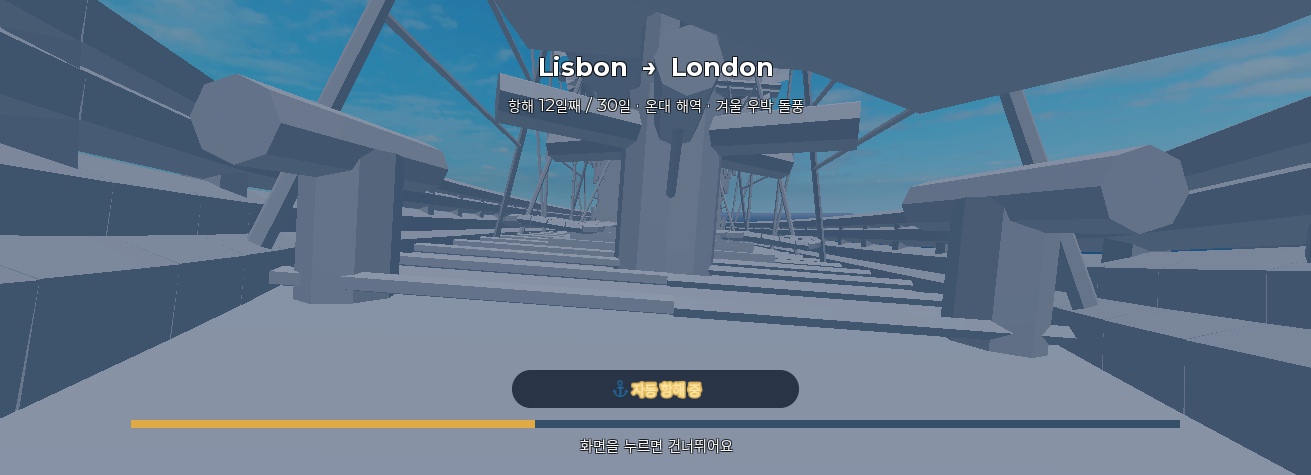 Lisbon → London
항해 12일째 / 30일 · 온대 해역 · 겨울 우박 돌풍
⚓ 자동 항해 중
화면을 누르면 건너뛰어요